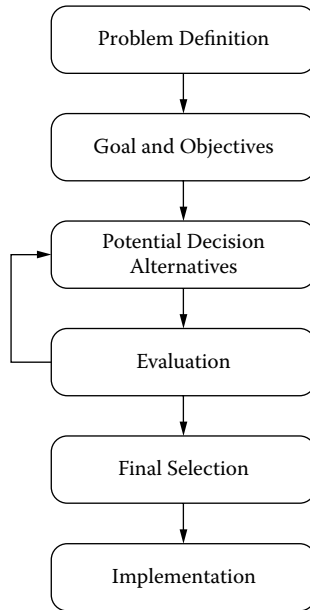 Problem Definition
Goal and Objectives
Potential Decision
Alternatives
Evaluation
Final Selection
Implementation